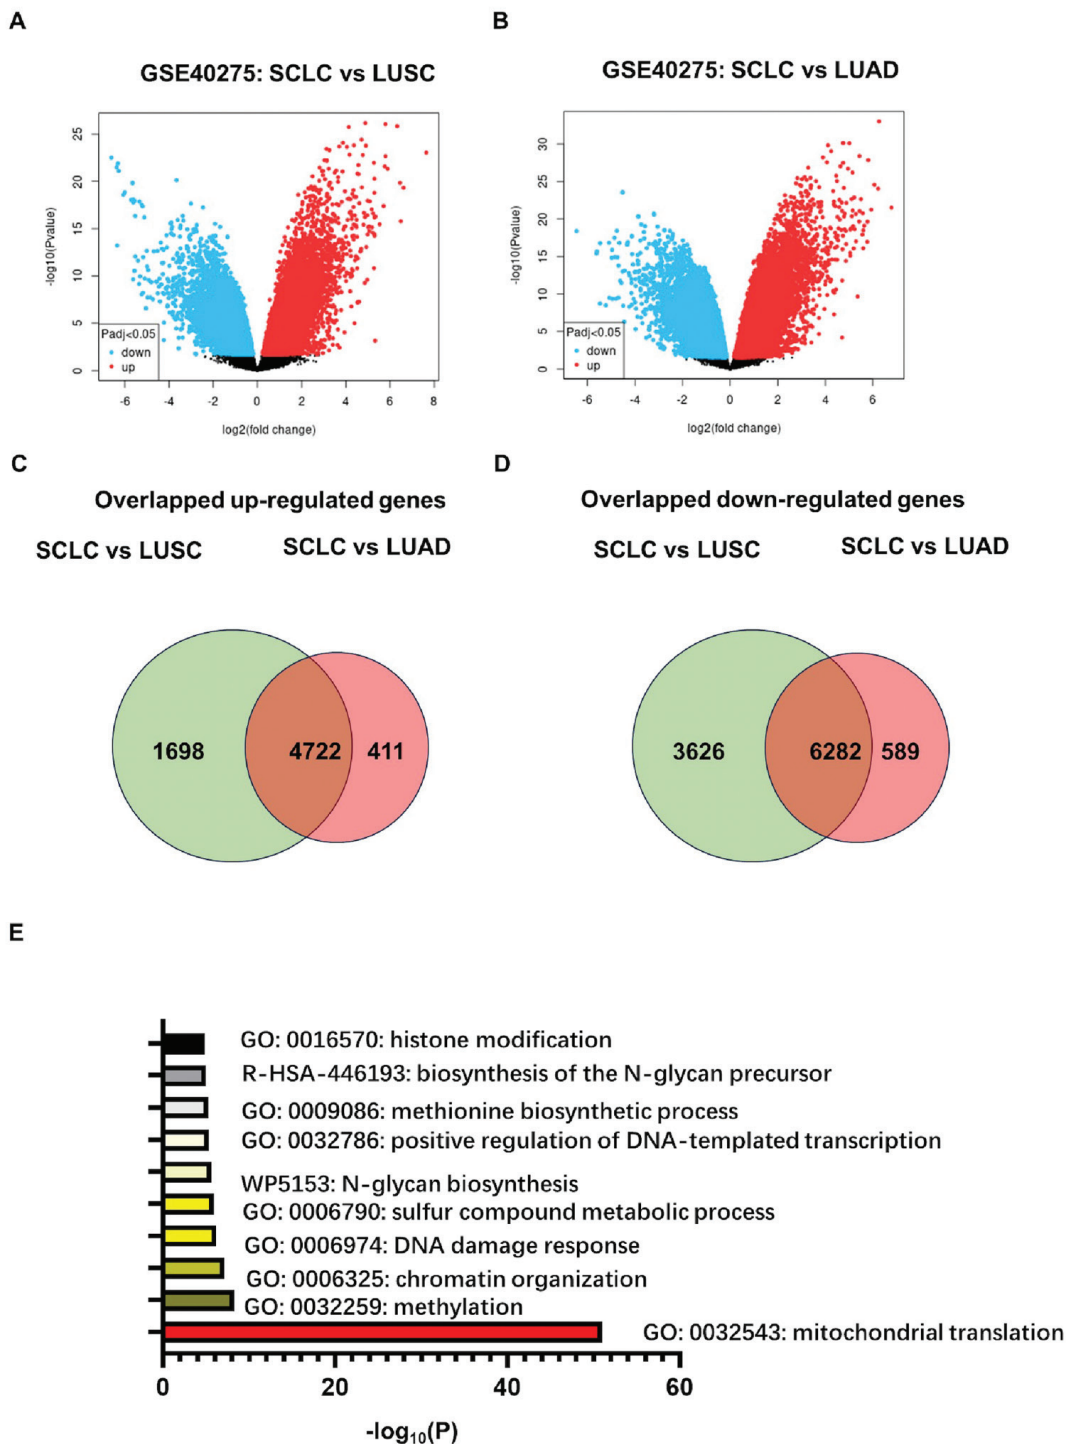 A
GSE40275: SCLC vs LUSC
-log10(Pvalue)
25
20
15
10
5
0
Padj<0.05
down
up
-6
-4
-2
0
2
4
6
8
log2(fold change)
B
GSE40275: SCLC vs LUAD
-log10(Pvalue)
30
25
20
15
10
5
0
Padj<0.05
down
up
-6
-4
-2
0
2
4
6
log2(fold change)
C
Overlapped up-regulated genes
SCLC vs LUSC
SCLC vs LUAD
1698
4722
411
D
Overlapped down-regulated genes
SCLC vs LUSC
SCLC vs LUAD
3626
6282
589
E
GO: 0016570: histone modification
R-HSA-446193: biosynthesis of the N-glycan precursor
GO: 0009086: methionine biosynthetic process
GO: 0032786: positive regulation of DNA-templated transcription
WP5153: N-glycan biosynthesis
GO: 0006790: sulfur compound metabolic process
GO: 0006974: DNA damage response
GO: 0006325: chromatin organization
GO: 0032259: methylation
GO: 0032543: mitochondrial translation
0
20
40
60
-log₁₀(P)